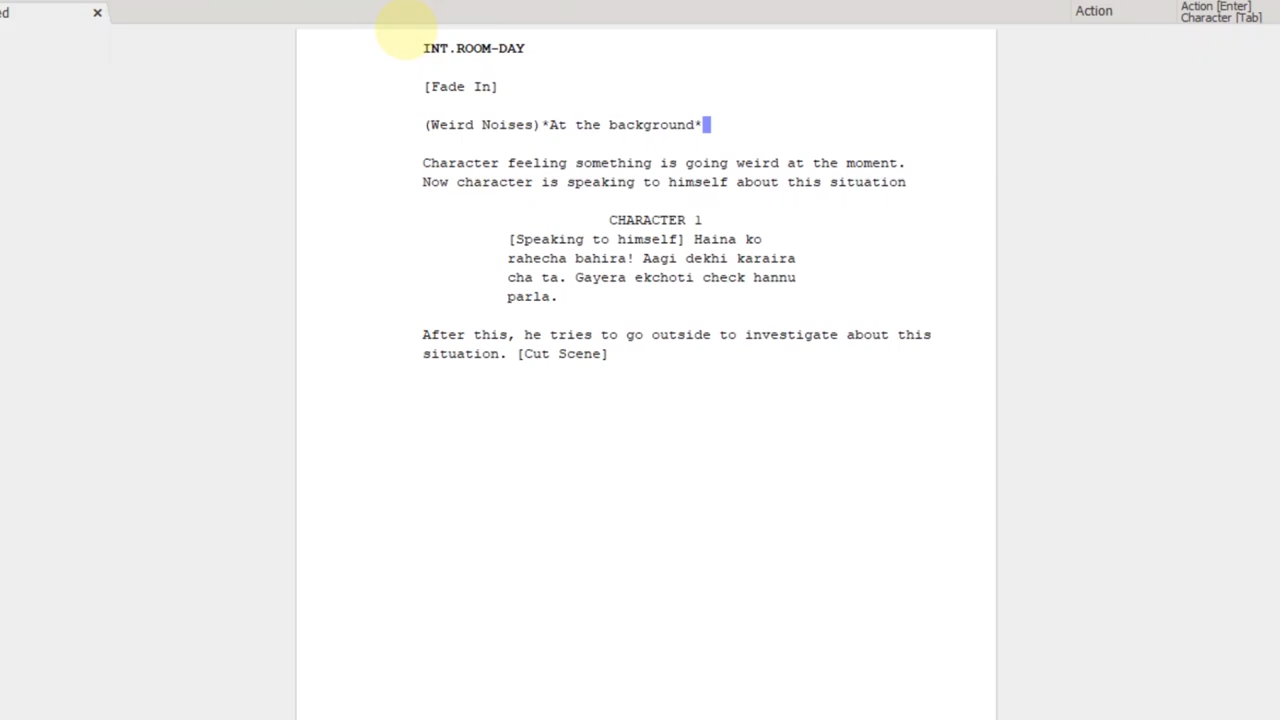 ed
Action
Action [Enter]
Character [Tab]
INT.ROOM-DAY
[Fade In]
(Weird Noises)*At the background*
Character feeling something is going weird at the moment.
Now character is speaking to himself about this situation
CHARACTER 1
[Speaking to himself] Haina ko
rahecha bahira! Aagi dekhi karaira
cha ta. Gayera ekchoti check hannu
parla.
After this, he tries to go outside to investigate about this
situation. [Cut Scene]